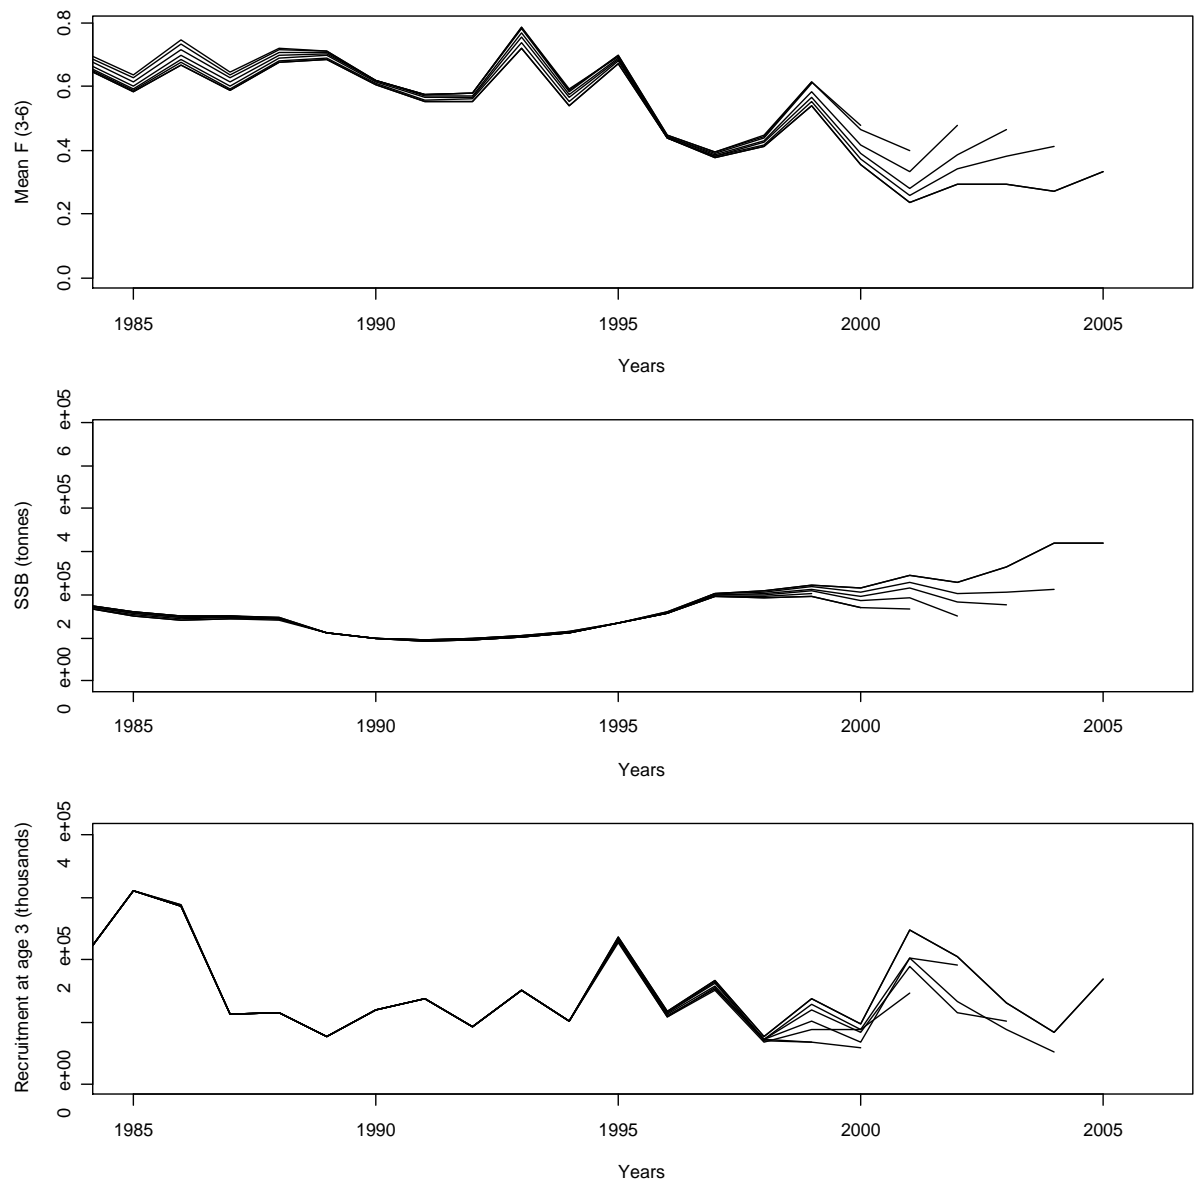 Mean F (3-6)
0.8
0.6
0.4
0.2
0.0
1985 1990 1995 2000 2005
Years
SSB (tonnes)
6 e+05
4 e+05
2 e+05
0 e+00
1985 1990 1995 2000 2005
Years
Recruitment at age 3 (thousands)
4 e+05
2 e+05
0 e+00
1985 1990 1995 2000 2005
Years